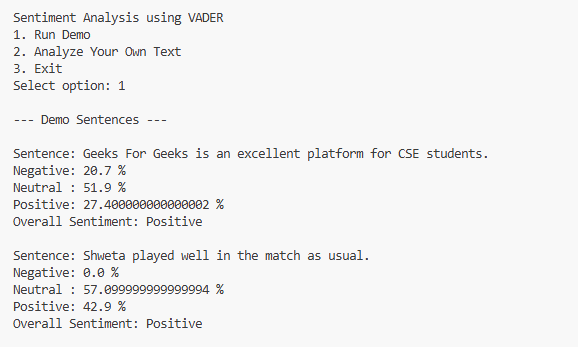 Sentiment Analysis using VADER
1. Run Demo
2. Analyze Your Own Text
3. Exit
Select option: 1
--- Demo Sentences ---
Sentence: Geeks For Geeks is an excellent platform for CSE students.
Negative: 20.7 %
Neutral : 51.9 %
Positive: 27.400000000000002 %
Overall Sentiment: Positive
Sentence: Shweta played well in the match as usual.
Negative: 0.0 %
Neutral : 57.099999999999994 %
Positive: 42.9 %
Overall Sentiment: Positive